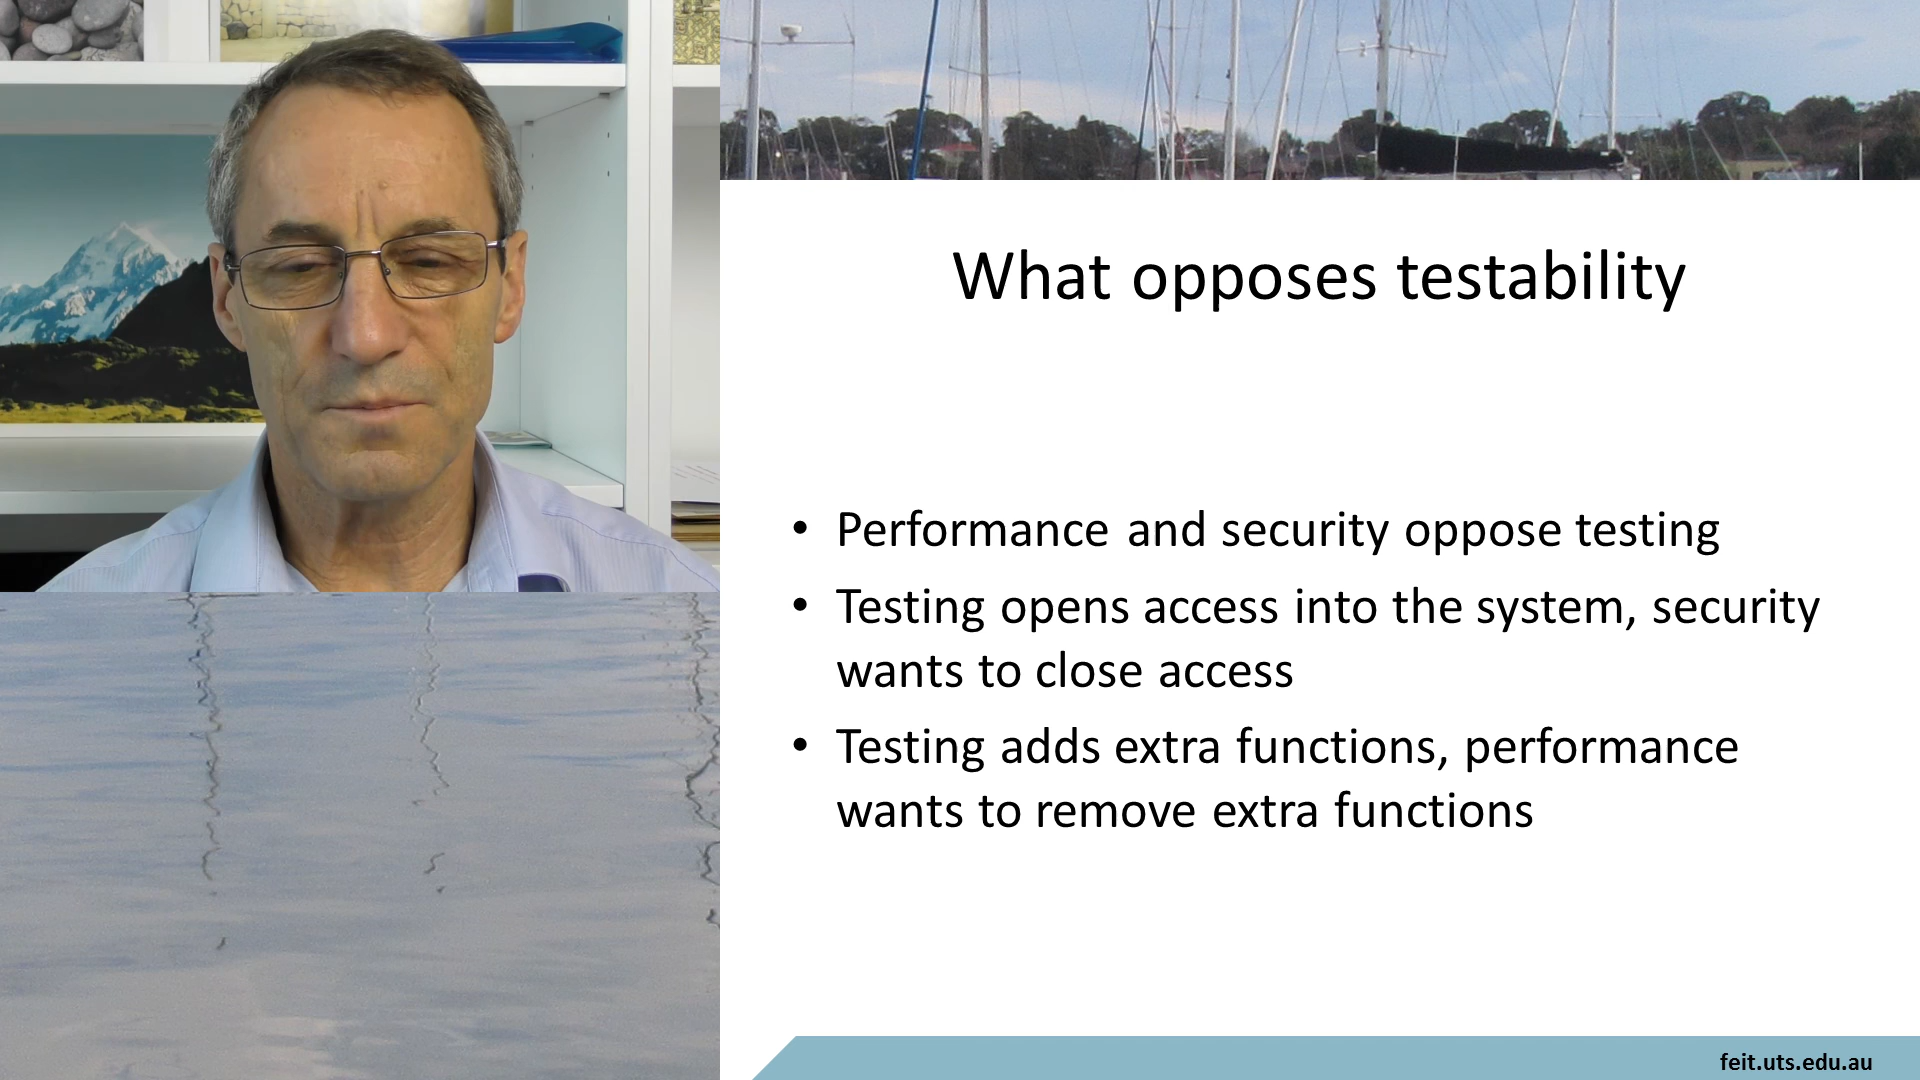 What opposes testability
• Performance and security oppose testing
• Testing opens access into the system, security
wants to close access
• Testing adds extra functions, performance
wants to remove extra functions
feit.uts.edu.au